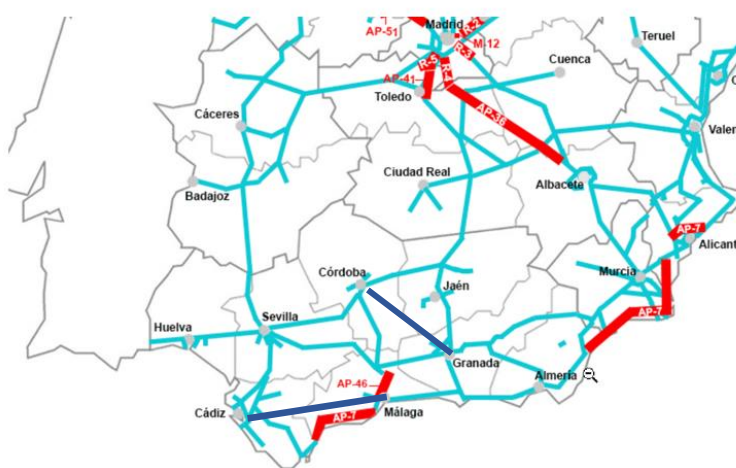 Madrid
R-2
AP-51
R-3
M-12
Teruel
R-5
R-4
Cuenca
AP-41
Toledo
AP-36
Cáceres
Valen
Ciudad Real
Albacete
Badajoz
AP-7
Alicant
Murcia
Córdoba
Jaén
Sevilla
Huelva
AP-7
Granada
Almería
AP-46
Cádiz
AP-7
Málaga